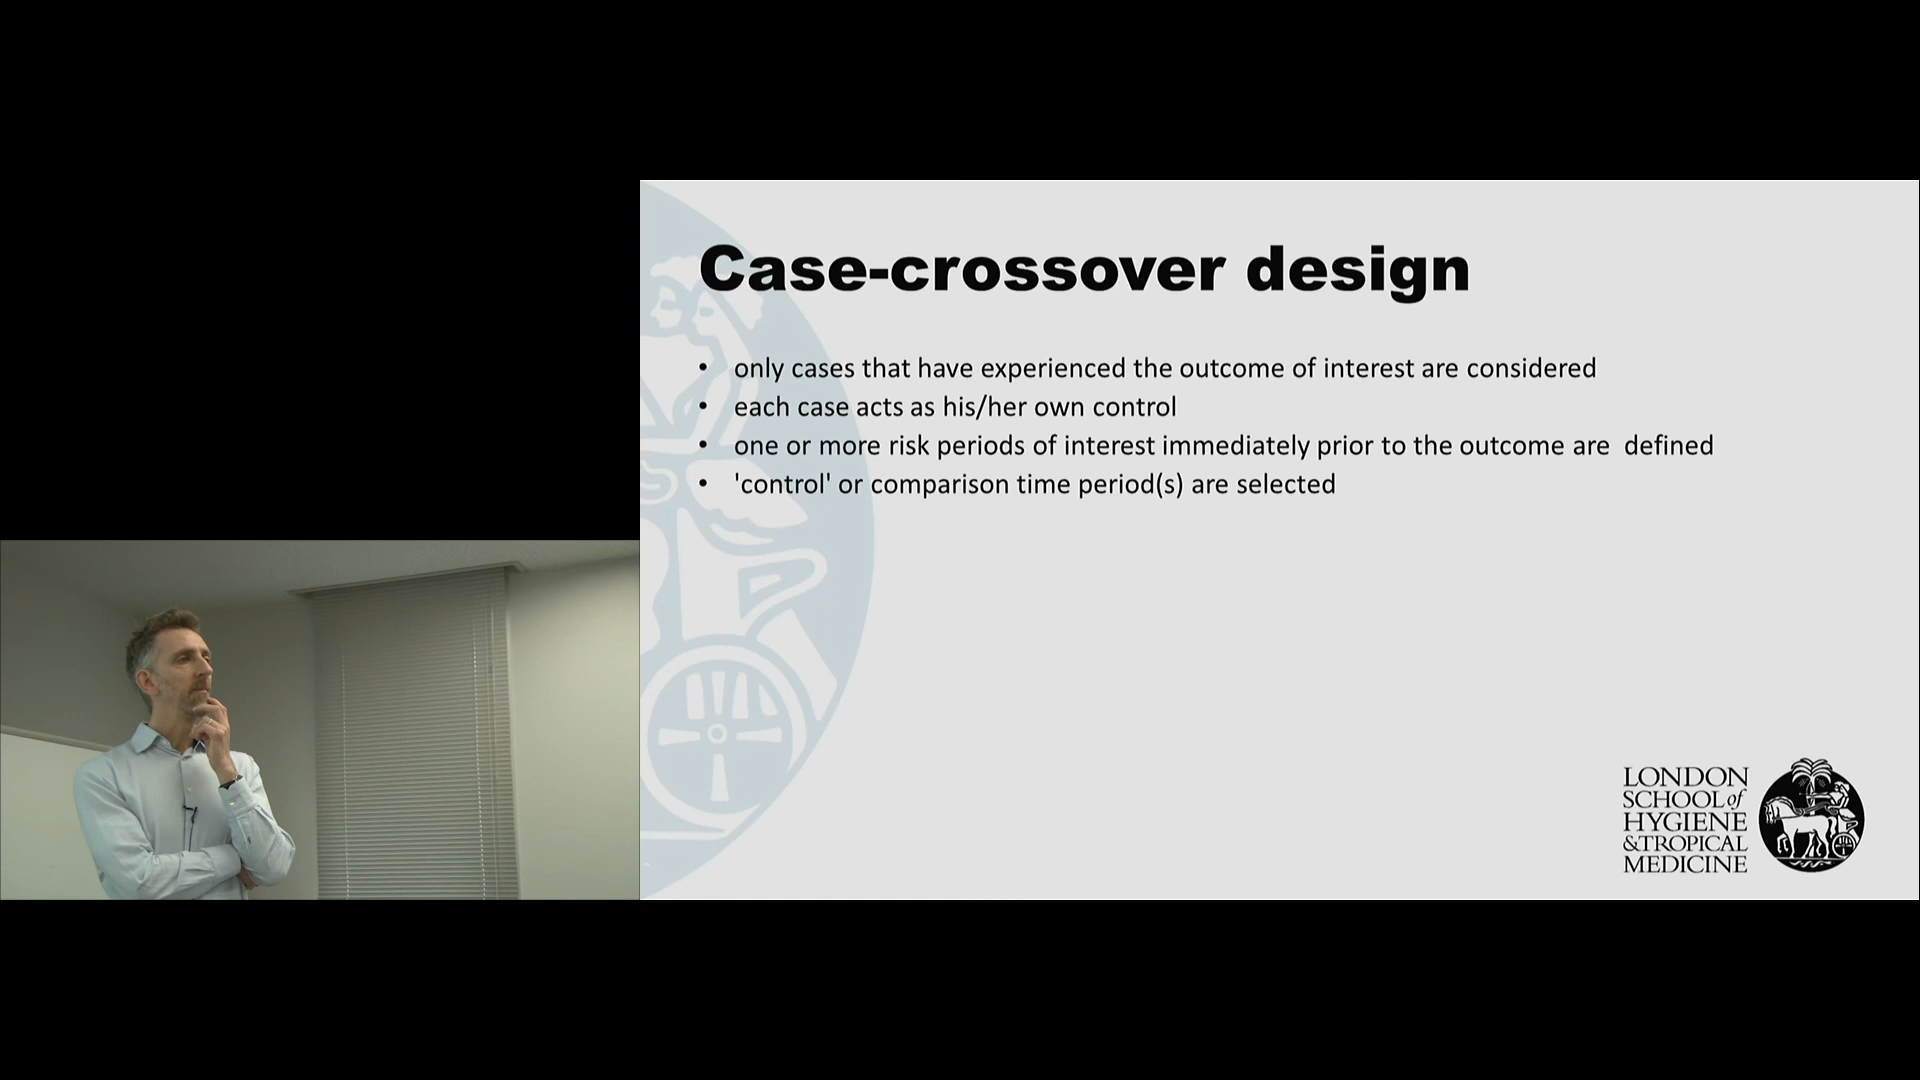 Case-crossover design
• only cases that have experienced the outcome of interest are considered
• each case acts as his/her own control
• one or more risk periods of interest immediately prior to the outcome are  defined
• 'control' or comparison time period(s) are selected
LONDON
SCHOOL of
HYGIENE
&TROPICAL
MEDICINE